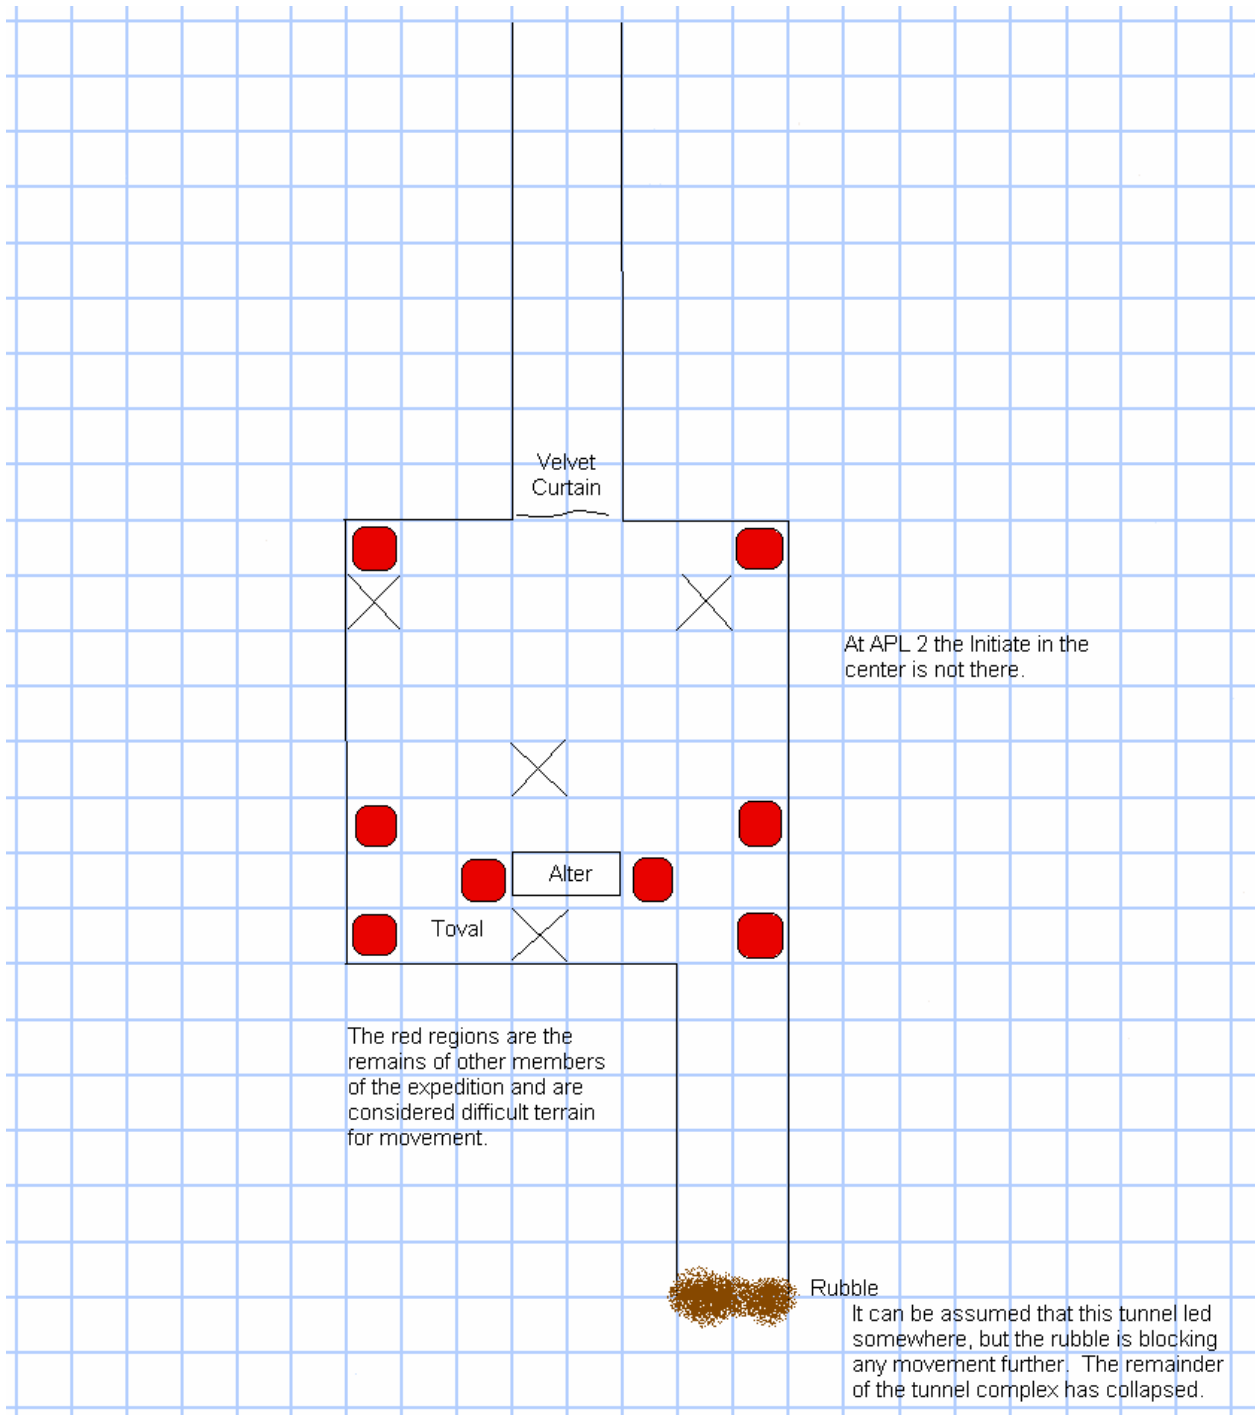 Velvet
Curtain
At APL 2 the Initiate in the
center is not there.
Alter
Toval
The red regions are the
remains of other members
of the expedition and are
considered difficult terrain
for movement.
Rubble
It can be assumed that this tunnel led
somewhere, but the rubble is blocking
any movement further.  The remainder
of the tunnel complex has collapsed.